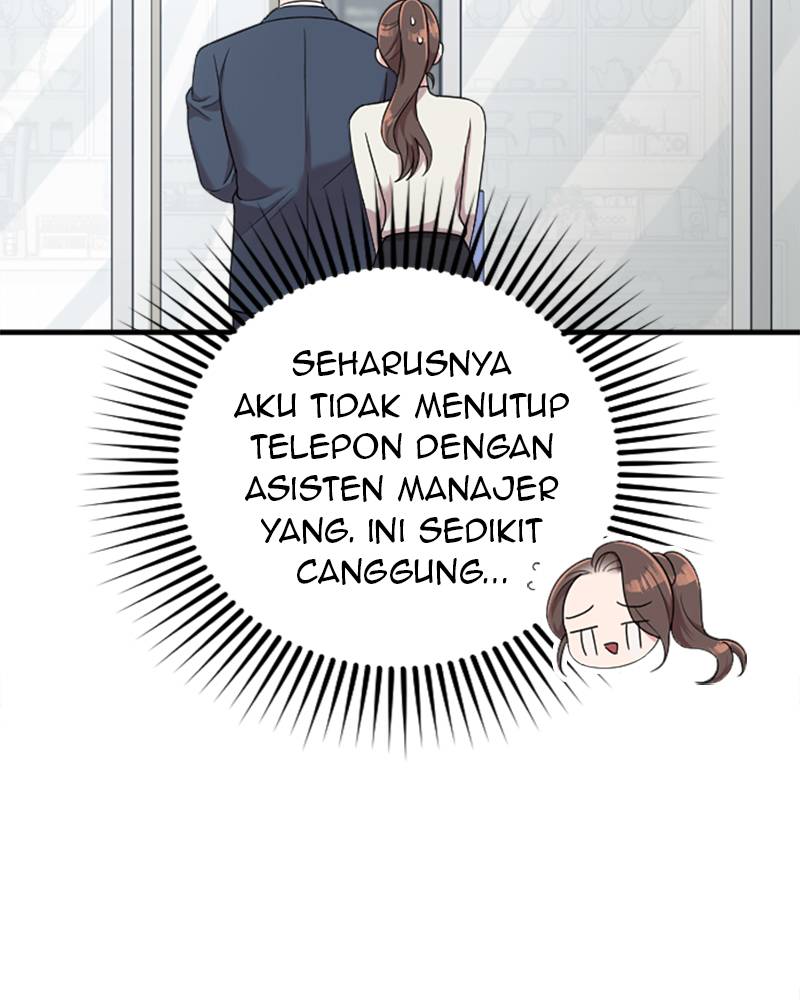 SEHARUSNYA
AKU TIDAK MENUTUP
TELEPON DENGAN
ASISTEN MANAJER
YANG. INI SEDIKIT
CANGGUNG...